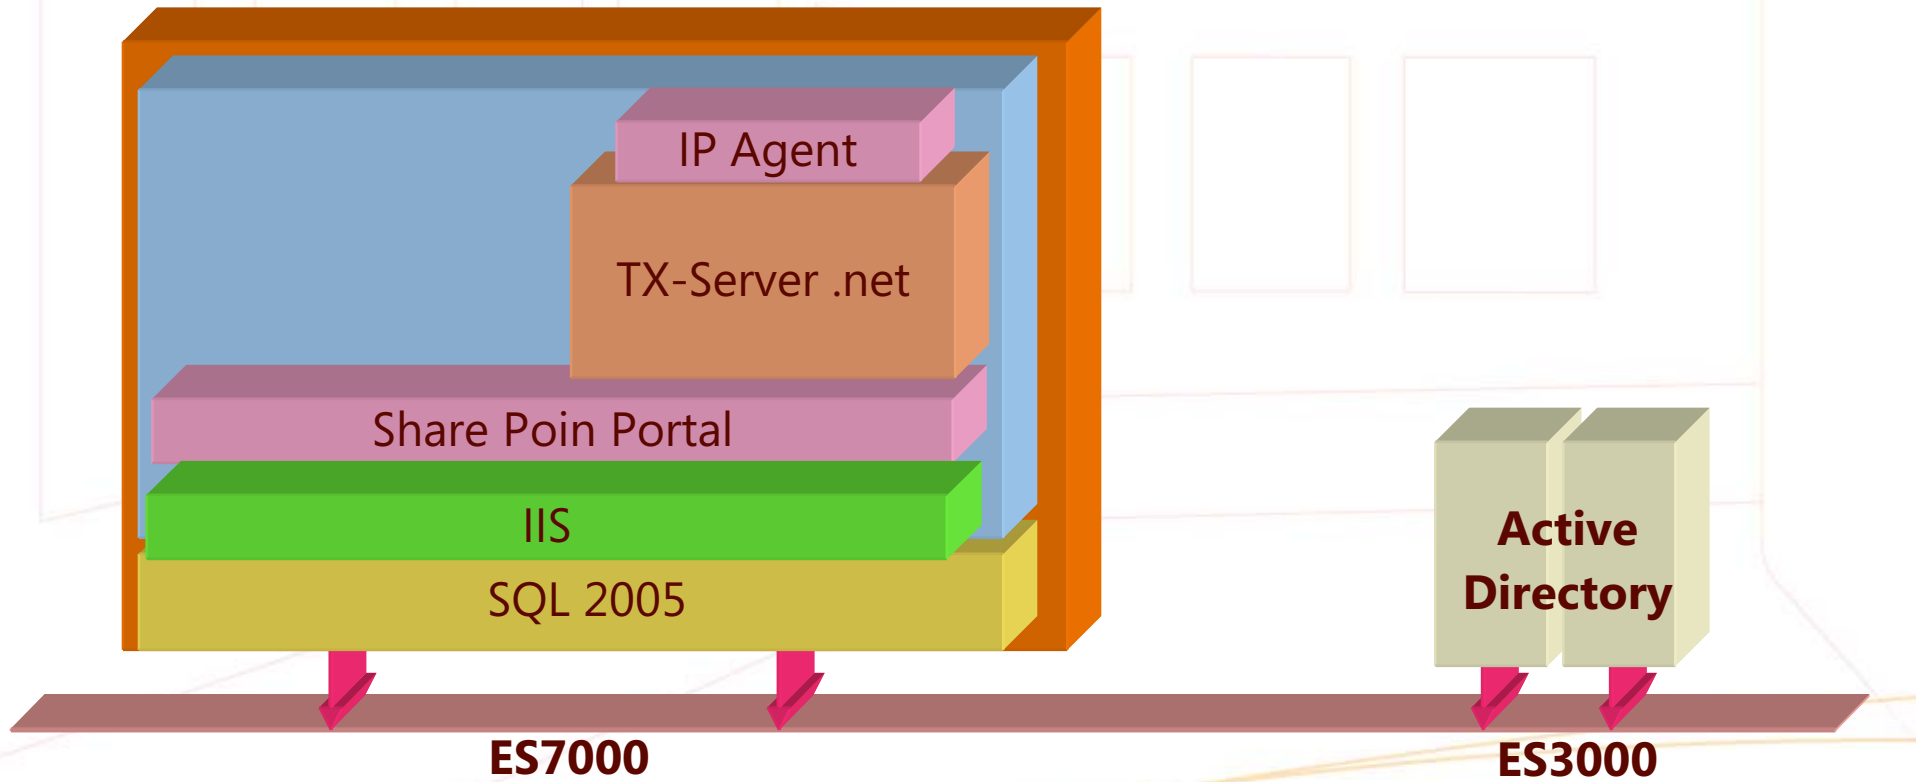 IP Agent
TX-Server .net
Share Poin Portal
IIS
SQL 2005
Active
Directory
ES7000
ES3000